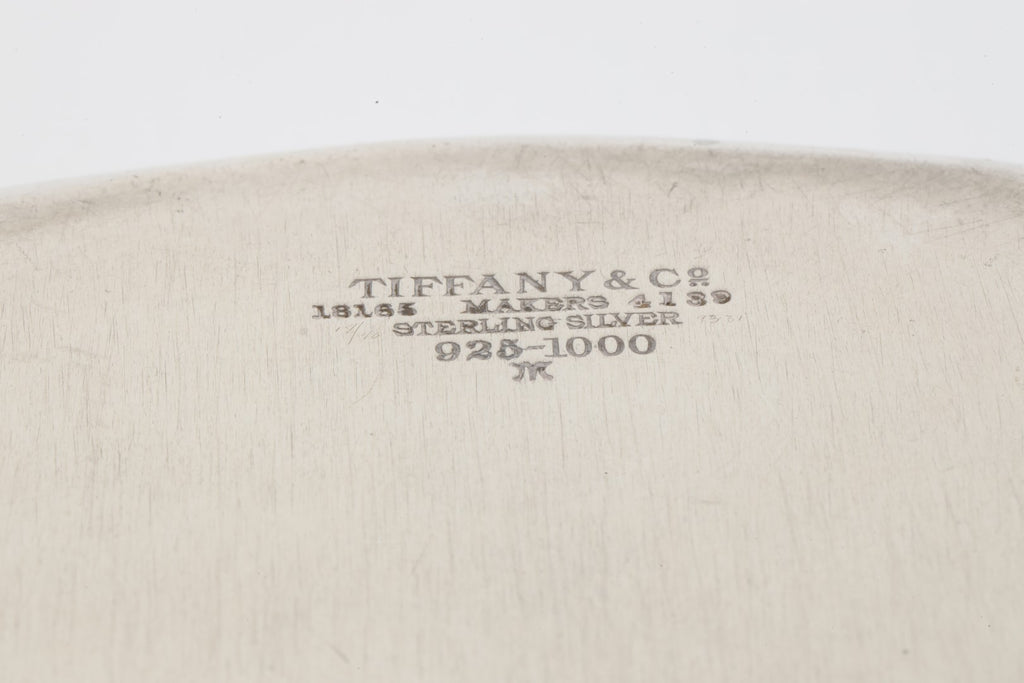 TIFFANY & Co
18165 MAKERS 4139
STERLING SILVER
925-1000
M